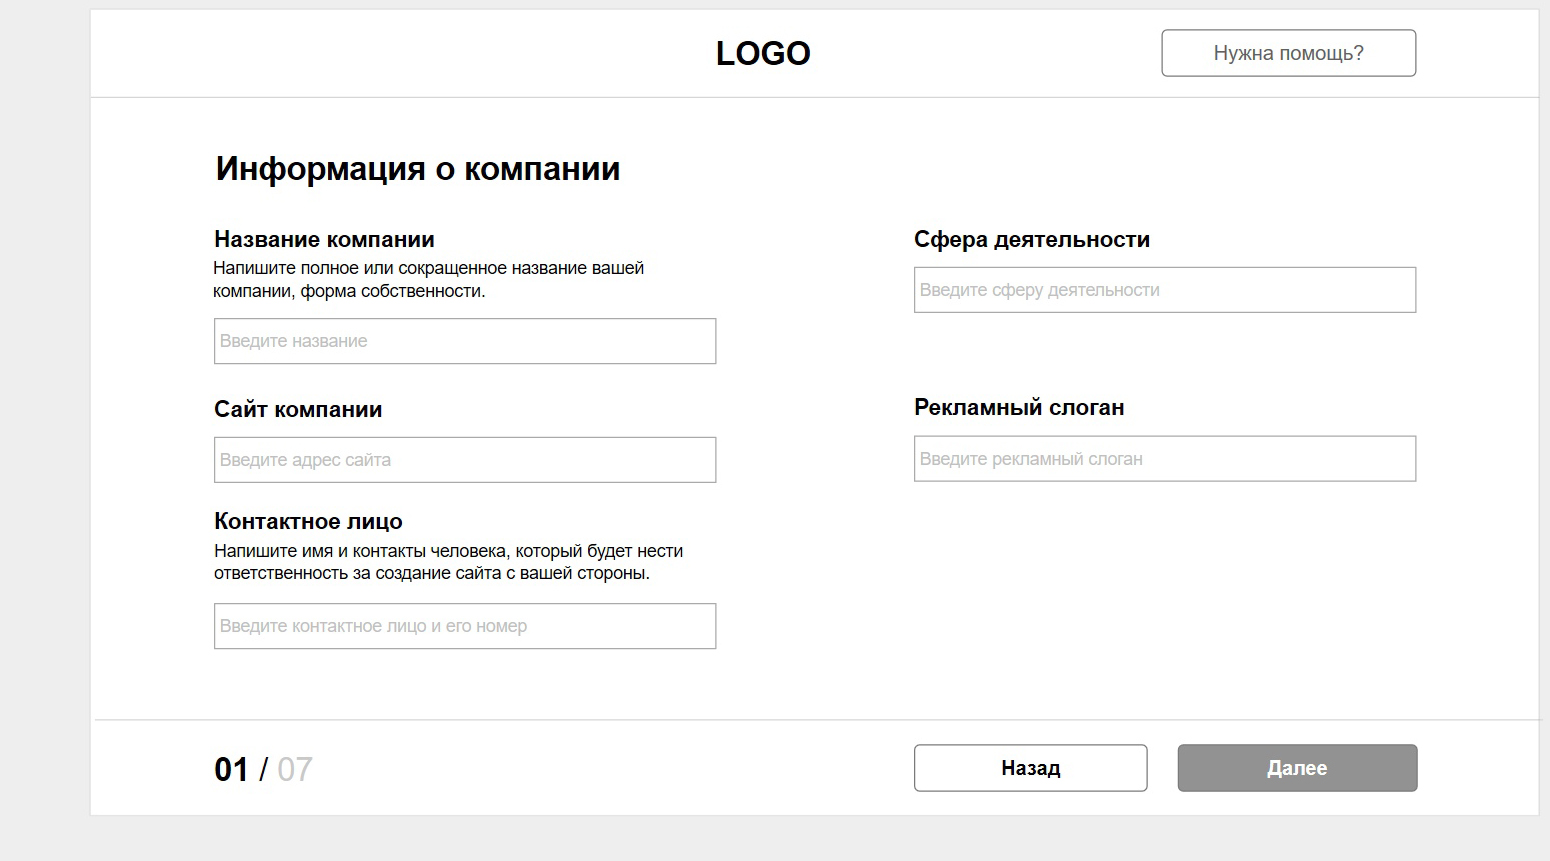 LOGO
Нужна помощь?
Информация о компании
Название компании
Напишите полное или сокращенное название вашей
компании, форма собственности.
Введите название
Сфера деятельности
Введите сферу деятельности
Сайт компании
Введите адрес сайта
Рекламный слоган
Введите рекламный слоган
Контактное лицо
Напишите имя и контакты человека, который будет нести
ответственность за создание сайта с вашей стороны.
Введите контактное лицо и его номер
01 / 07
Назад
Далее